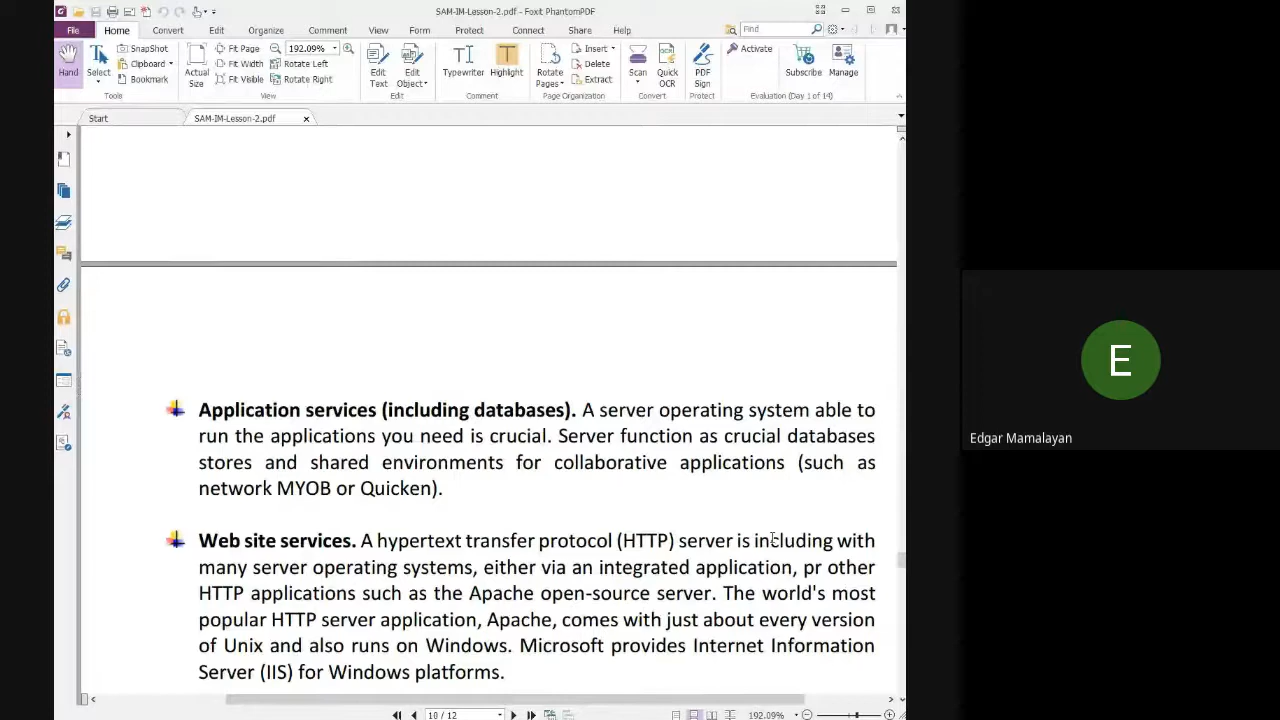 SAM-IM-Lesson-2.pdf - Foxit PhantomPDF
File Home Convert Edit Organize Comment View Form Protect Connect Share Help Find
Hand Select SnapShot Clipboard Bookmark Actual Size Fit Page Fit Width Fit Visible 192.09% Rotate Left Rotate Right Edit Text Edit Object Typewriter Highlight Rotate Pages Insert Delete Extract Scan Quick OCR PDF Sign Activate Subscribe Manage
Tools View Edit Comment Page Organization Convert Protect Evaluation (Day 1 of 14)
Start SAM-IM-Lesson-2.pdf
Application services (including databases). A server operating system able to
run the applications you need is crucial. Server function as crucial databases
stores and shared environments for collaborative applications (such as
network MYOB or Quicken).
Web site services. A hypertext transfer protocol (HTTP) server is including with
many server operating systems, either via an integrated application, pr other
HTTP applications such as the Apache open-source server. The world's most
popular HTTP server application, Apache, comes with just about every version
of Unix and also runs on Windows. Microsoft provides Internet Information
Server (IIS) for Windows platforms.
10 / 12 192.09%
E
Edgar Mamalayan